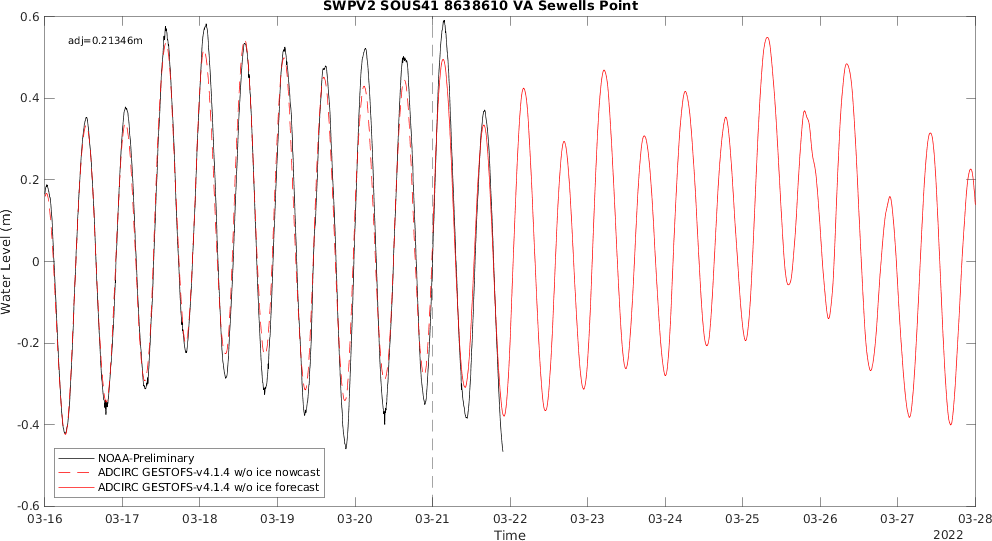 SWPV2 SOUS41 8638610 VA Sewells Point
adj=0.21346m
0.6
0.4
0.2
0
-0.2
-0.4
-0.6
Water Level (m)
NOAA-Preliminary
ADCIRC GESTOFS-v4.1.4 w/o ice nowcast
ADCIRC GESTOFS-v4.1.4 w/o ice forecast
03-16 03-17 03-18 03-19 03-20 03-21 03-22 03-23 03-24 03-25 03-26 03-27 03-28
Time
2022